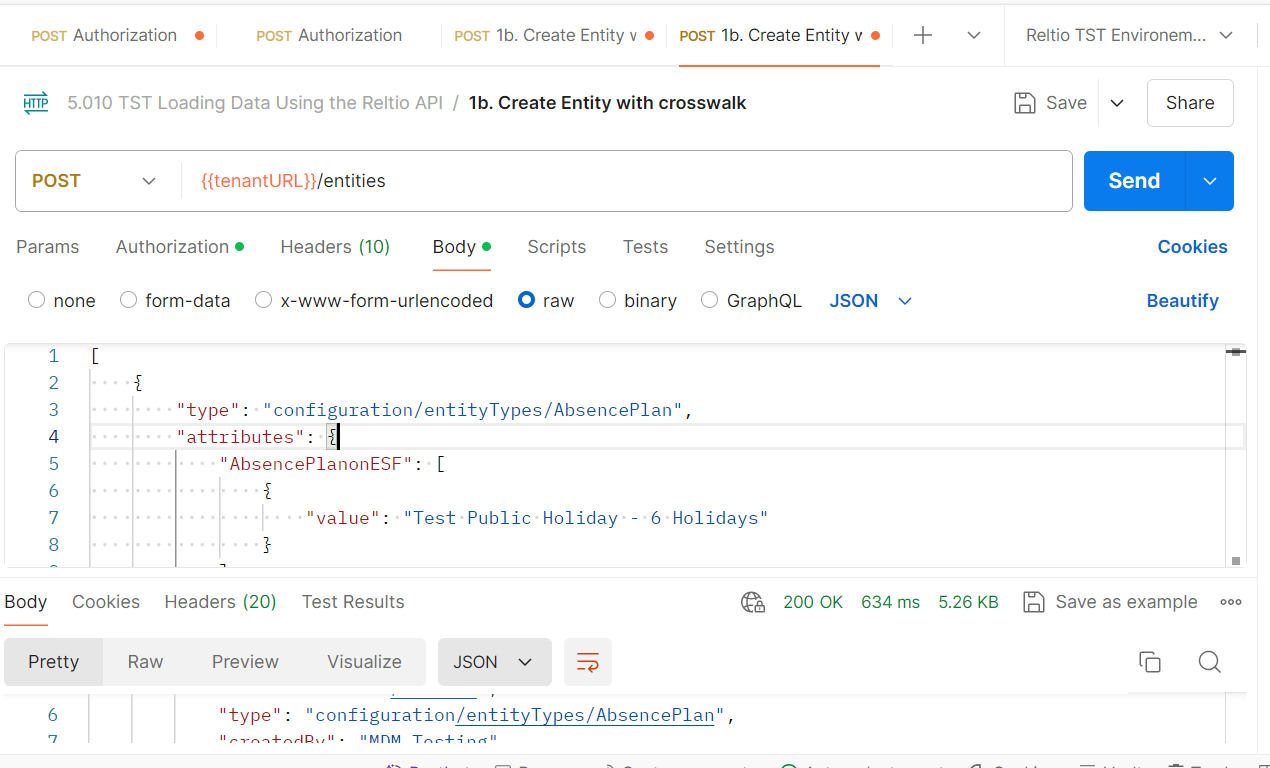 POST Authorization POST Authorization POST 1b. Create Entity w POST 1b. Create Entity w Reltio TST Environem...
HTTP 5.010 TST Loading Data Using the Reltio API / 1b. Create Entity with crosswalk Save Share
POST {{tenantURL}}/entities Send
Params Authorization Headers (10) Body Scripts Tests Settings Cookies
none form-data x-www-form-urlencoded raw binary GraphQL JSON Beautify
1 [
2 {
3 "type": "configuration/entityTypes/AbsencePlan",
4 "attributes": {
5 "AbsencePlanonESF": [
6 {
7 "value": "Test Public Holiday - 6 Holidays"
8 }
Body Cookies Headers (20) Test Results 200 OK 634 ms 5.26 KB Save as example
Pretty Raw Preview Visualize JSON
6 "type": "configuration/entityTypes/AbsencePlan",
7 "createdBy": "MDM Testing"